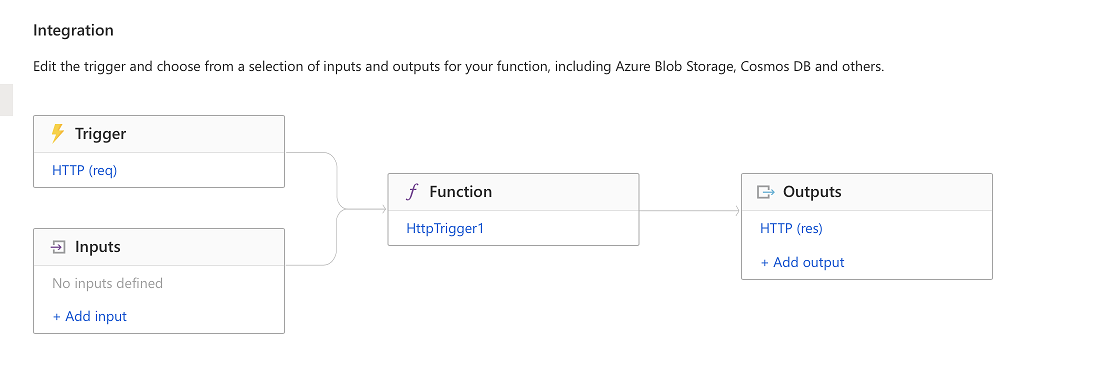 Integration
Edit the trigger and choose from a selection of inputs and outputs for your function, including Azure Blob Storage, Cosmos DB and others.
Trigger
HTTP (req)
Inputs
No inputs defined
+ Add input
Function
HttpTrigger1
Outputs
HTTP (res)
+ Add output